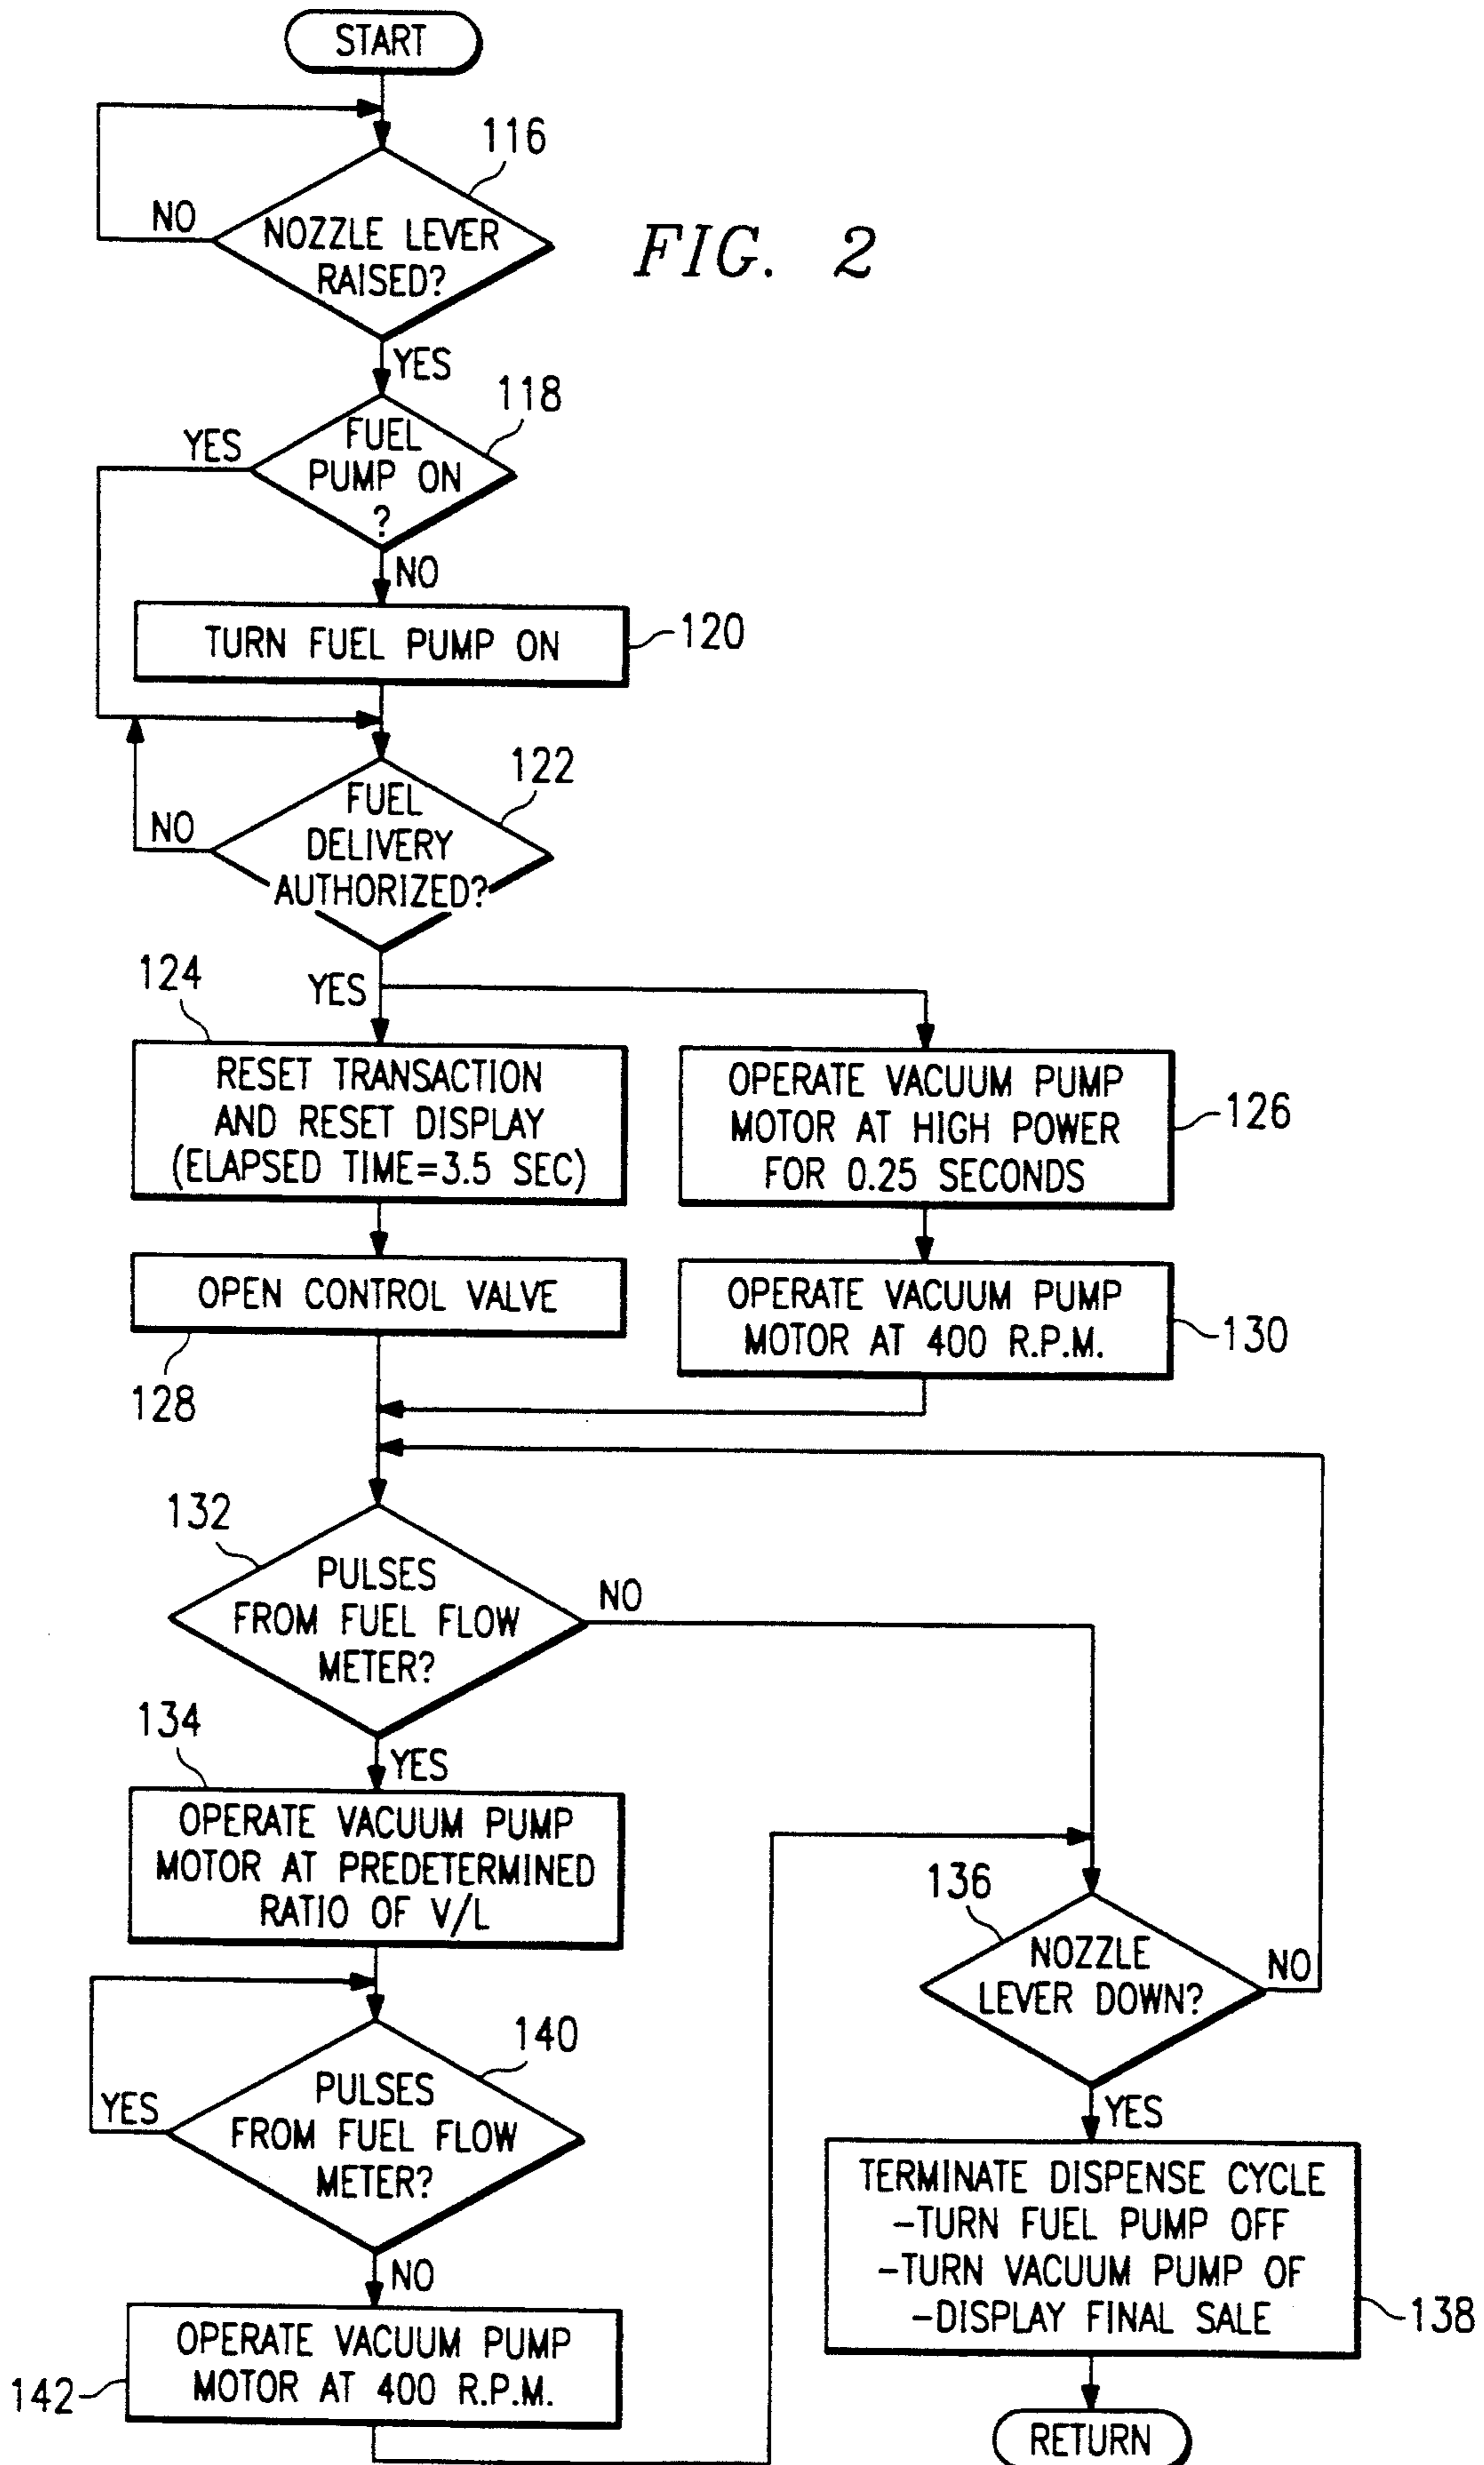 START
116
NO
NOZZLE LEVER
RAISED?
FIG. 2
YES
118
YES
FUEL
PUMP ON
?
NO
TURN FUEL PUMP ON
120
122
NO
FUEL
DELIVERY
AUTHORIZED?
124
YES
RESET TRANSACTION
AND RESET DISPLAY
(ELAPSED TIME=3.5 SEC)
OPERATE VACUUM PUMP
MOTOR AT HIGH POWER
FOR 0.25 SECONDS
126
OPEN CONTROL VALVE
128
OPERATE VACUUM PUMP
MOTOR AT 400 R.P.M.
130
132
PULSES
FROM FUEL FLOW
METER?
NO
134
YES
OPERATE VACUUM PUMP
MOTOR AT PREDETERMINED
RATIO OF V/L
136
NOZZLE
LEVER DOWN?
NO
140
YES
PULSES
FROM FUEL FLOW
METER?
YES
TERMINATE DISPENSE CYCLE
-TURN FUEL PUMP OFF
-TURN VACUUM PUMP OF
-DISPLAY FINAL SALE
138
NO
OPERATE VACUUM PUMP
MOTOR AT 400 R.P.M.
142
RETURN